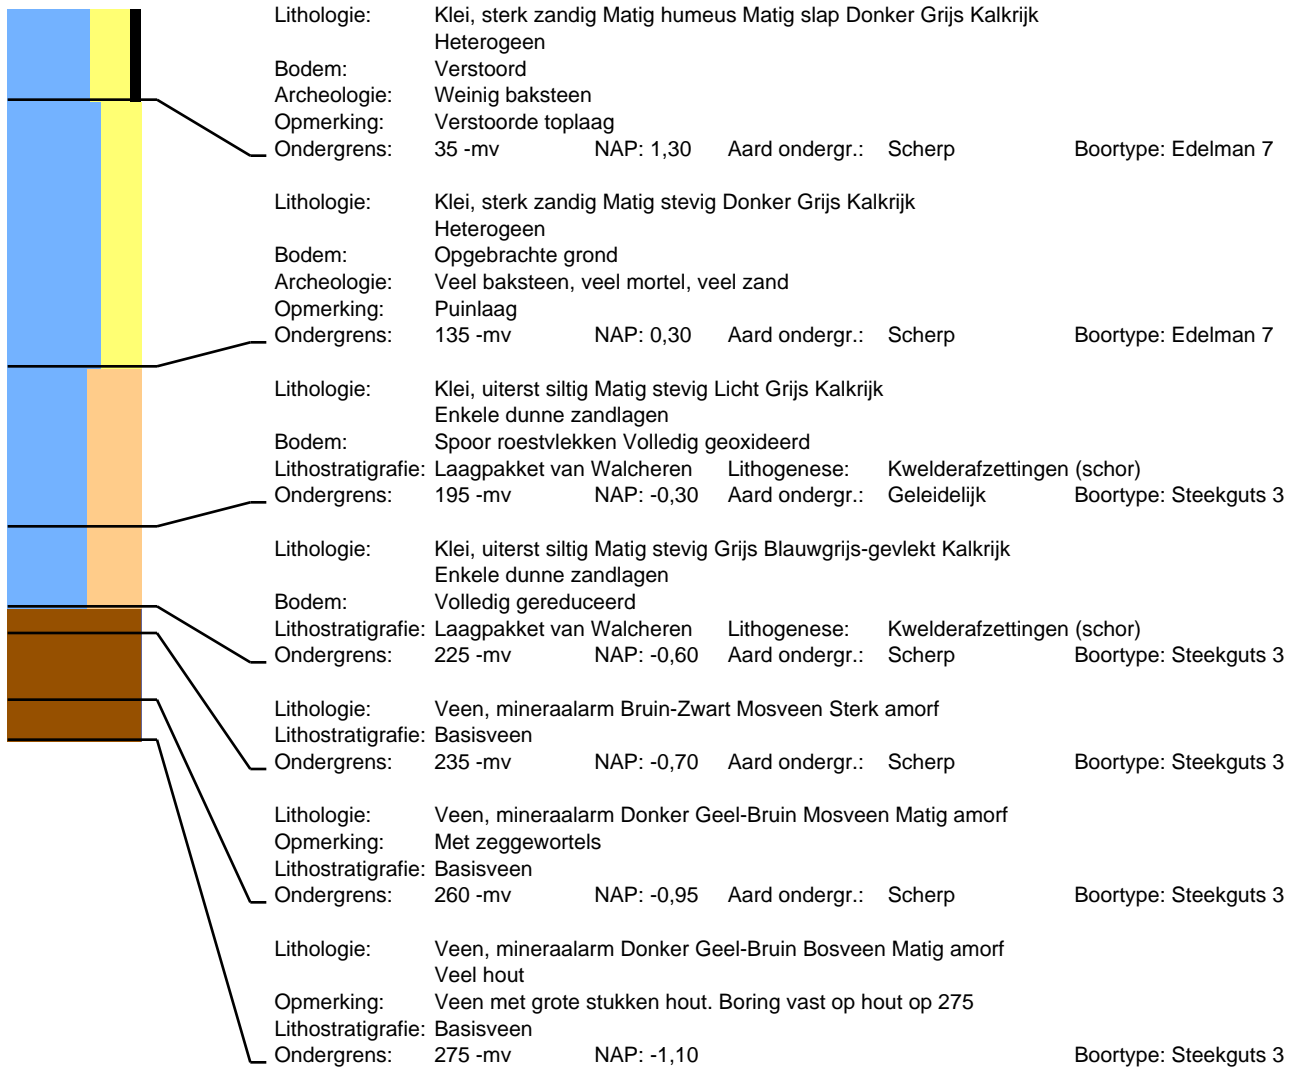 Lithologie: Klei, sterk zandig Matig humeus Matig slap Donker Grijs Kalkrijk
Heterogeen
Bodem: Verstoord
Archeologie: Weinig baksteen
Opmerking: Verstoorde toplaag
Ondergrens: 35 -mv NAP: 1,30 Aard ondergr.: Scherp Boortype: Edelman 7
Lithologie: Klei, sterk zandig Matig stevig Donker Grijs Kalkrijk
Heterogeen
Bodem: Opgebrachte grond
Archeologie: Veel baksteen, veel mortel, veel zand
Opmerking: Puinlaag
Ondergrens: 135 -mv NAP: 0,30 Aard ondergr.: Scherp Boortype: Edelman 7
Lithologie: Klei, uiterst siltig Matig stevig Licht Grijs Kalkrijk
Enkele dunne zandlagen
Bodem: Spoor roestvlekken Volledig geoxideerd
Lithostratigrafie: Laagpakket van Walcheren Lithogenese: Kwelderafzettingen (schor)
Ondergrens: 195 -mv NAP: -0,30 Aard ondergr.: Geleidelijk Boortype: Steekguts 3
Lithologie: Klei, uiterst siltig Matig stevig Grijs Blauwgrijs-gevlekt Kalkrijk
Enkele dunne zandlagen
Bodem: Volledig gereduceerd
Lithostratigrafie: Laagpakket van Walcheren Lithogenese: Kwelderafzettingen (schor)
Ondergrens: 225 -mv NAP: -0,60 Aard ondergr.: Scherp Boortype: Steekguts 3
Lithologie: Veen, mineraalarm Bruin-Zwart Mosveen Sterk amorf
Lithostratigrafie: Basisveen
Ondergrens: 235 -mv NAP: -0,70 Aard ondergr.: Scherp Boortype: Steekguts 3
Lithologie: Veen, mineraalarm Donker Geel-Bruin Mosveen Matig amorf
Opmerking: Met zeggewortels
Lithostratigrafie: Basisveen
Ondergrens: 260 -mv NAP: -0,95 Aard ondergr.: Scherp Boortype: Steekguts 3
Lithologie: Veen, mineraalarm Donker Geel-Bruin Bosveen Matig amorf
Veel hout
Opmerking: Veen met grote stukken hout. Boring vast op hout op 275
Lithostratigrafie: Basisveen
Ondergrens: 275 -mv NAP: -1,10 Boortype: Steekguts 3